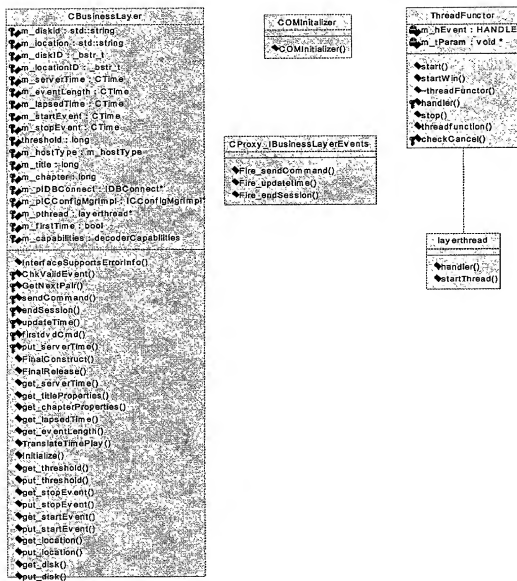 CBusinessLayer
m_diskid : std::string
m_location : std::string
m_diskID : _bstr_t
m_locationID : _bstr_t
m_serverTime : CTime
m_eventLength : CTime
m_lapsedTime : CTime
m_startEvent : CTime
m_stopEvent : CTime
threshold : long
m_hostType : m_hostType
m_title : long
m_chapter : long
m_pIDBConnect : IDBConnect*
m_pICConfigMgrImpl : ICConfigMgrImpl*
m_pthread : layerthread*
m_firstTime : bool
m_capabilities : decoderCapabilities
InterfaceSupportsErrorInfo()
ChkValidEvent()
GetNextPair()
sendCommand()
endSession()
updateTime()
firstdvdCmd()
put_serverTime()
FinalConstruct()
FinalRelease()
get_serverTime()
get_titleProperties()
get_chapterProperties()
get_lapsedTime()
get_eventLength()
TranslateTimePlay()
Initialize()
get_threshold()
put_threshold()
get_stopEvent()
put_stopEvent()
get_startEvent()
put_startEvent()
get_location()
put_location()
get_disk()
put_disk()
COMInitalizer
COMInitializer()
CProxy_IBusinessLayerEvents
Fire_sendCommand()
Fire_updatetime()
Fire_endSession()
ThreadFunctor
m_hEvent : HANDLE
m_tParam : void *
start()
startWin()
~threadFunctor()
handler()
stop()
threadfunction()
checkCancel()
layerthread
handler()
startThread()